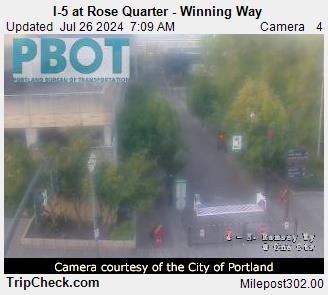 I-5 at Rose Quarter - Winning Way
Updated Jul 26 2024 7:09 AM Camera 4
PBOT
PORTLAND BUREAU OF TRANSPORTATION
Camera courtesy of the City of Portland
TripCheck.com Milepost302.00